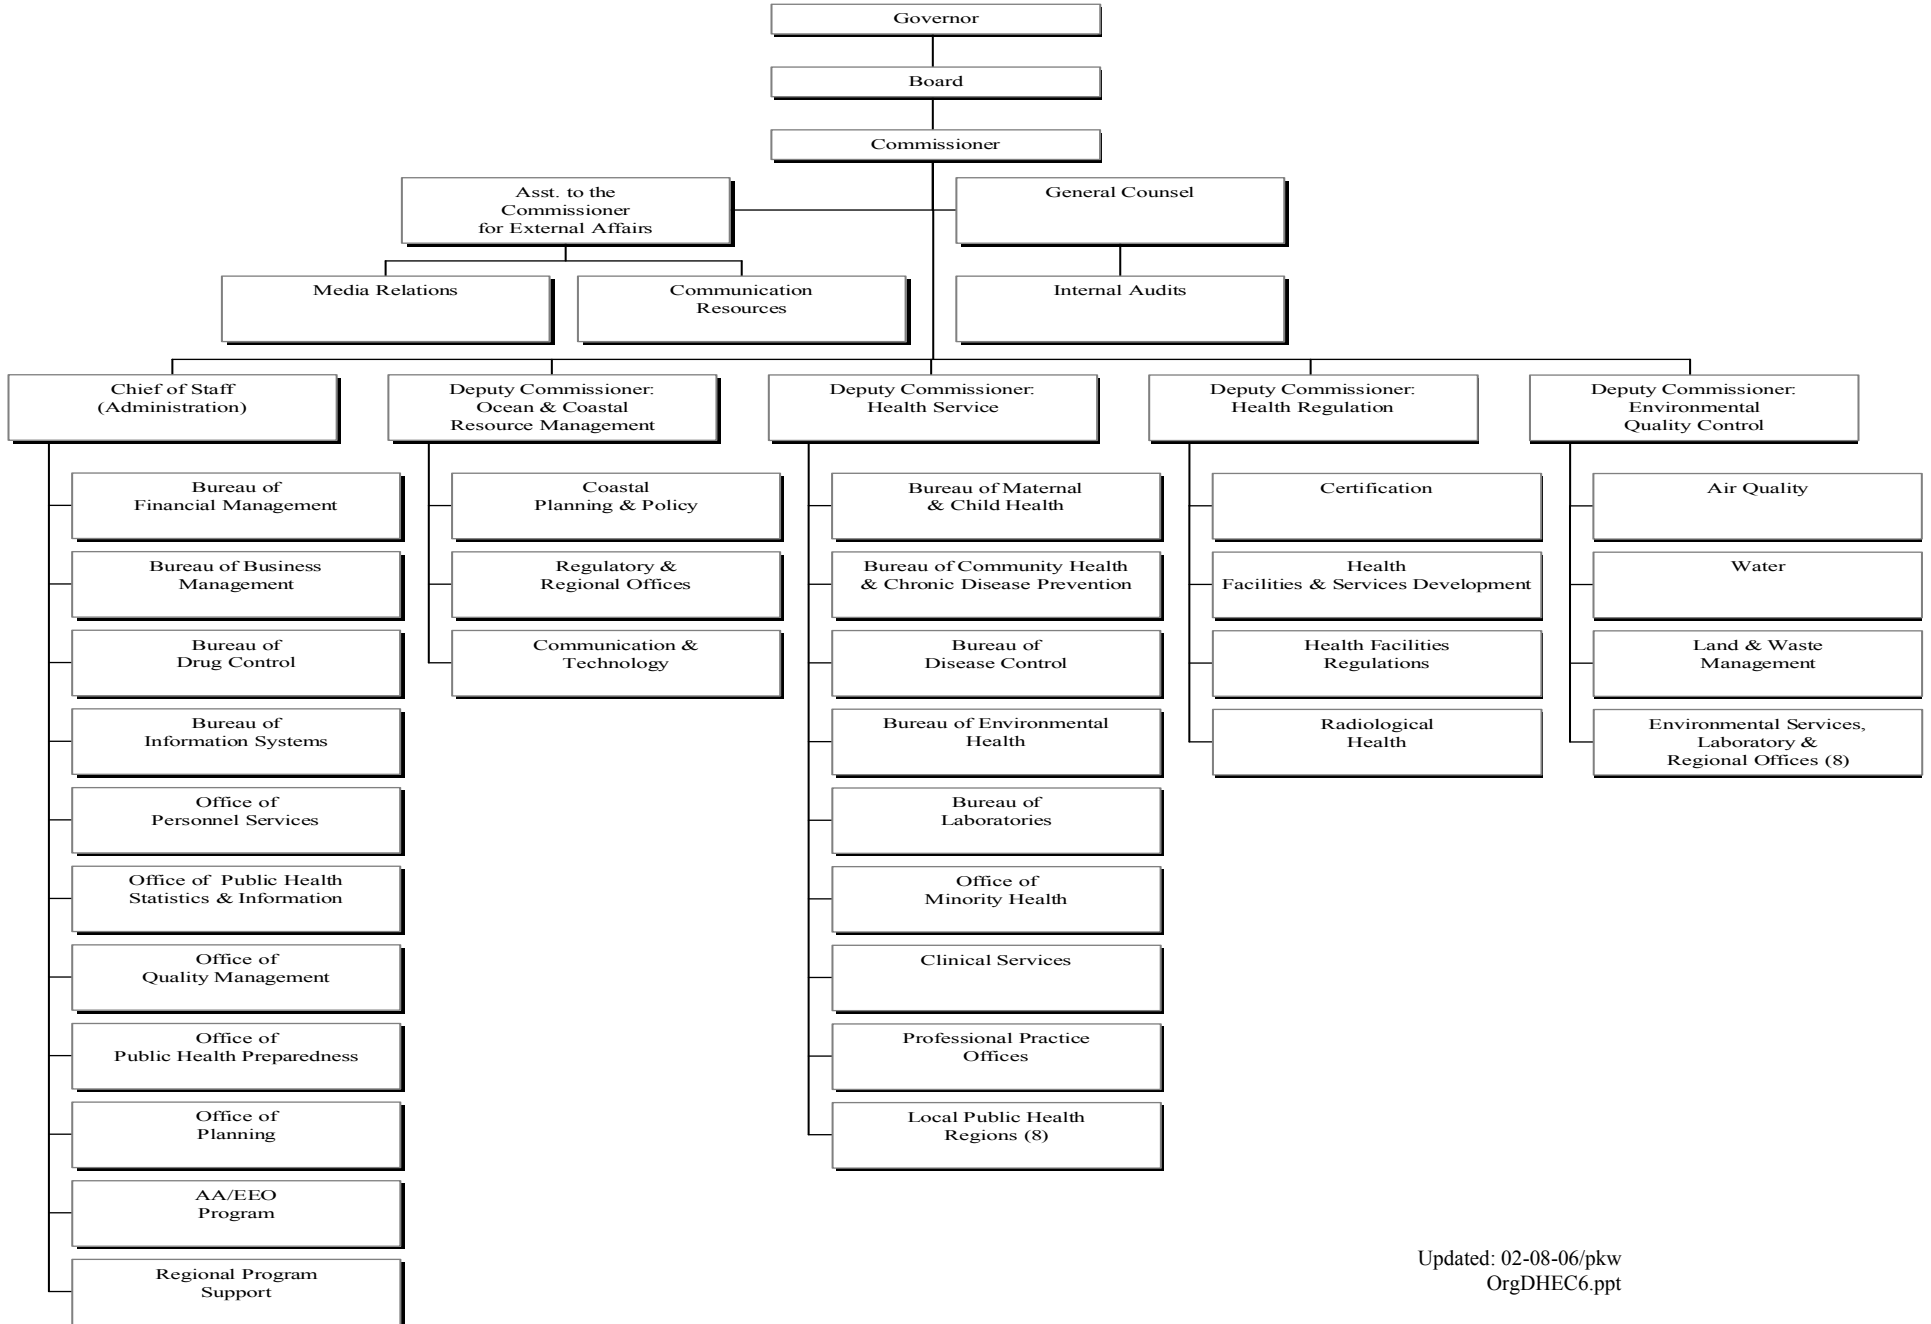 Governor
Board
Commissioner
Asst. to the
Commissioner
for External Affairs
General Counsel
Media Relations
Communication
Resources
Internal Audits
Chief of Staff
(Administration)
Deputy Commissioner:
Ocean & Coastal
Resource Management
Deputy Commissioner:
Health Service
Deputy Commissioner:
Health Regulation
Deputy Commissioner:
Environmental
Quality Control
Bureau of
Financial Management
Bureau of Business
Management
Bureau of
Drug Control
Bureau of
Information Systems
Office of
Personnel Services
Office of  Public Health
Statistics & Information
Office of
Quality Management
Office of
Public Health Preparedness
Office of
Planning
AA/EEO
Program
Regional Program
Support
Coastal
Planning & Policy
Regulatory &
Regional Offices
Communication &
Technology
Bureau of Maternal
& Child Health
Bureau of Community Health
& Chronic Disease Prevention
Bureau of
Disease Control
Bureau of Environmental
Health
Bureau of
Laboratories
Office of
Minority Health
Clinical Services
Professional Practice
Offices
Local Public Health
Regions (8)
Certification
Health
Facilities & Services Development
Health Facilities
Regulations
Radiological
Health
Air Quality
Water
Land & Waste
Management
Environmental Services,
Laboratory &
Regional Offices (8)
Updated: 02-08-06/pkw
OrgDHEC6.ppt